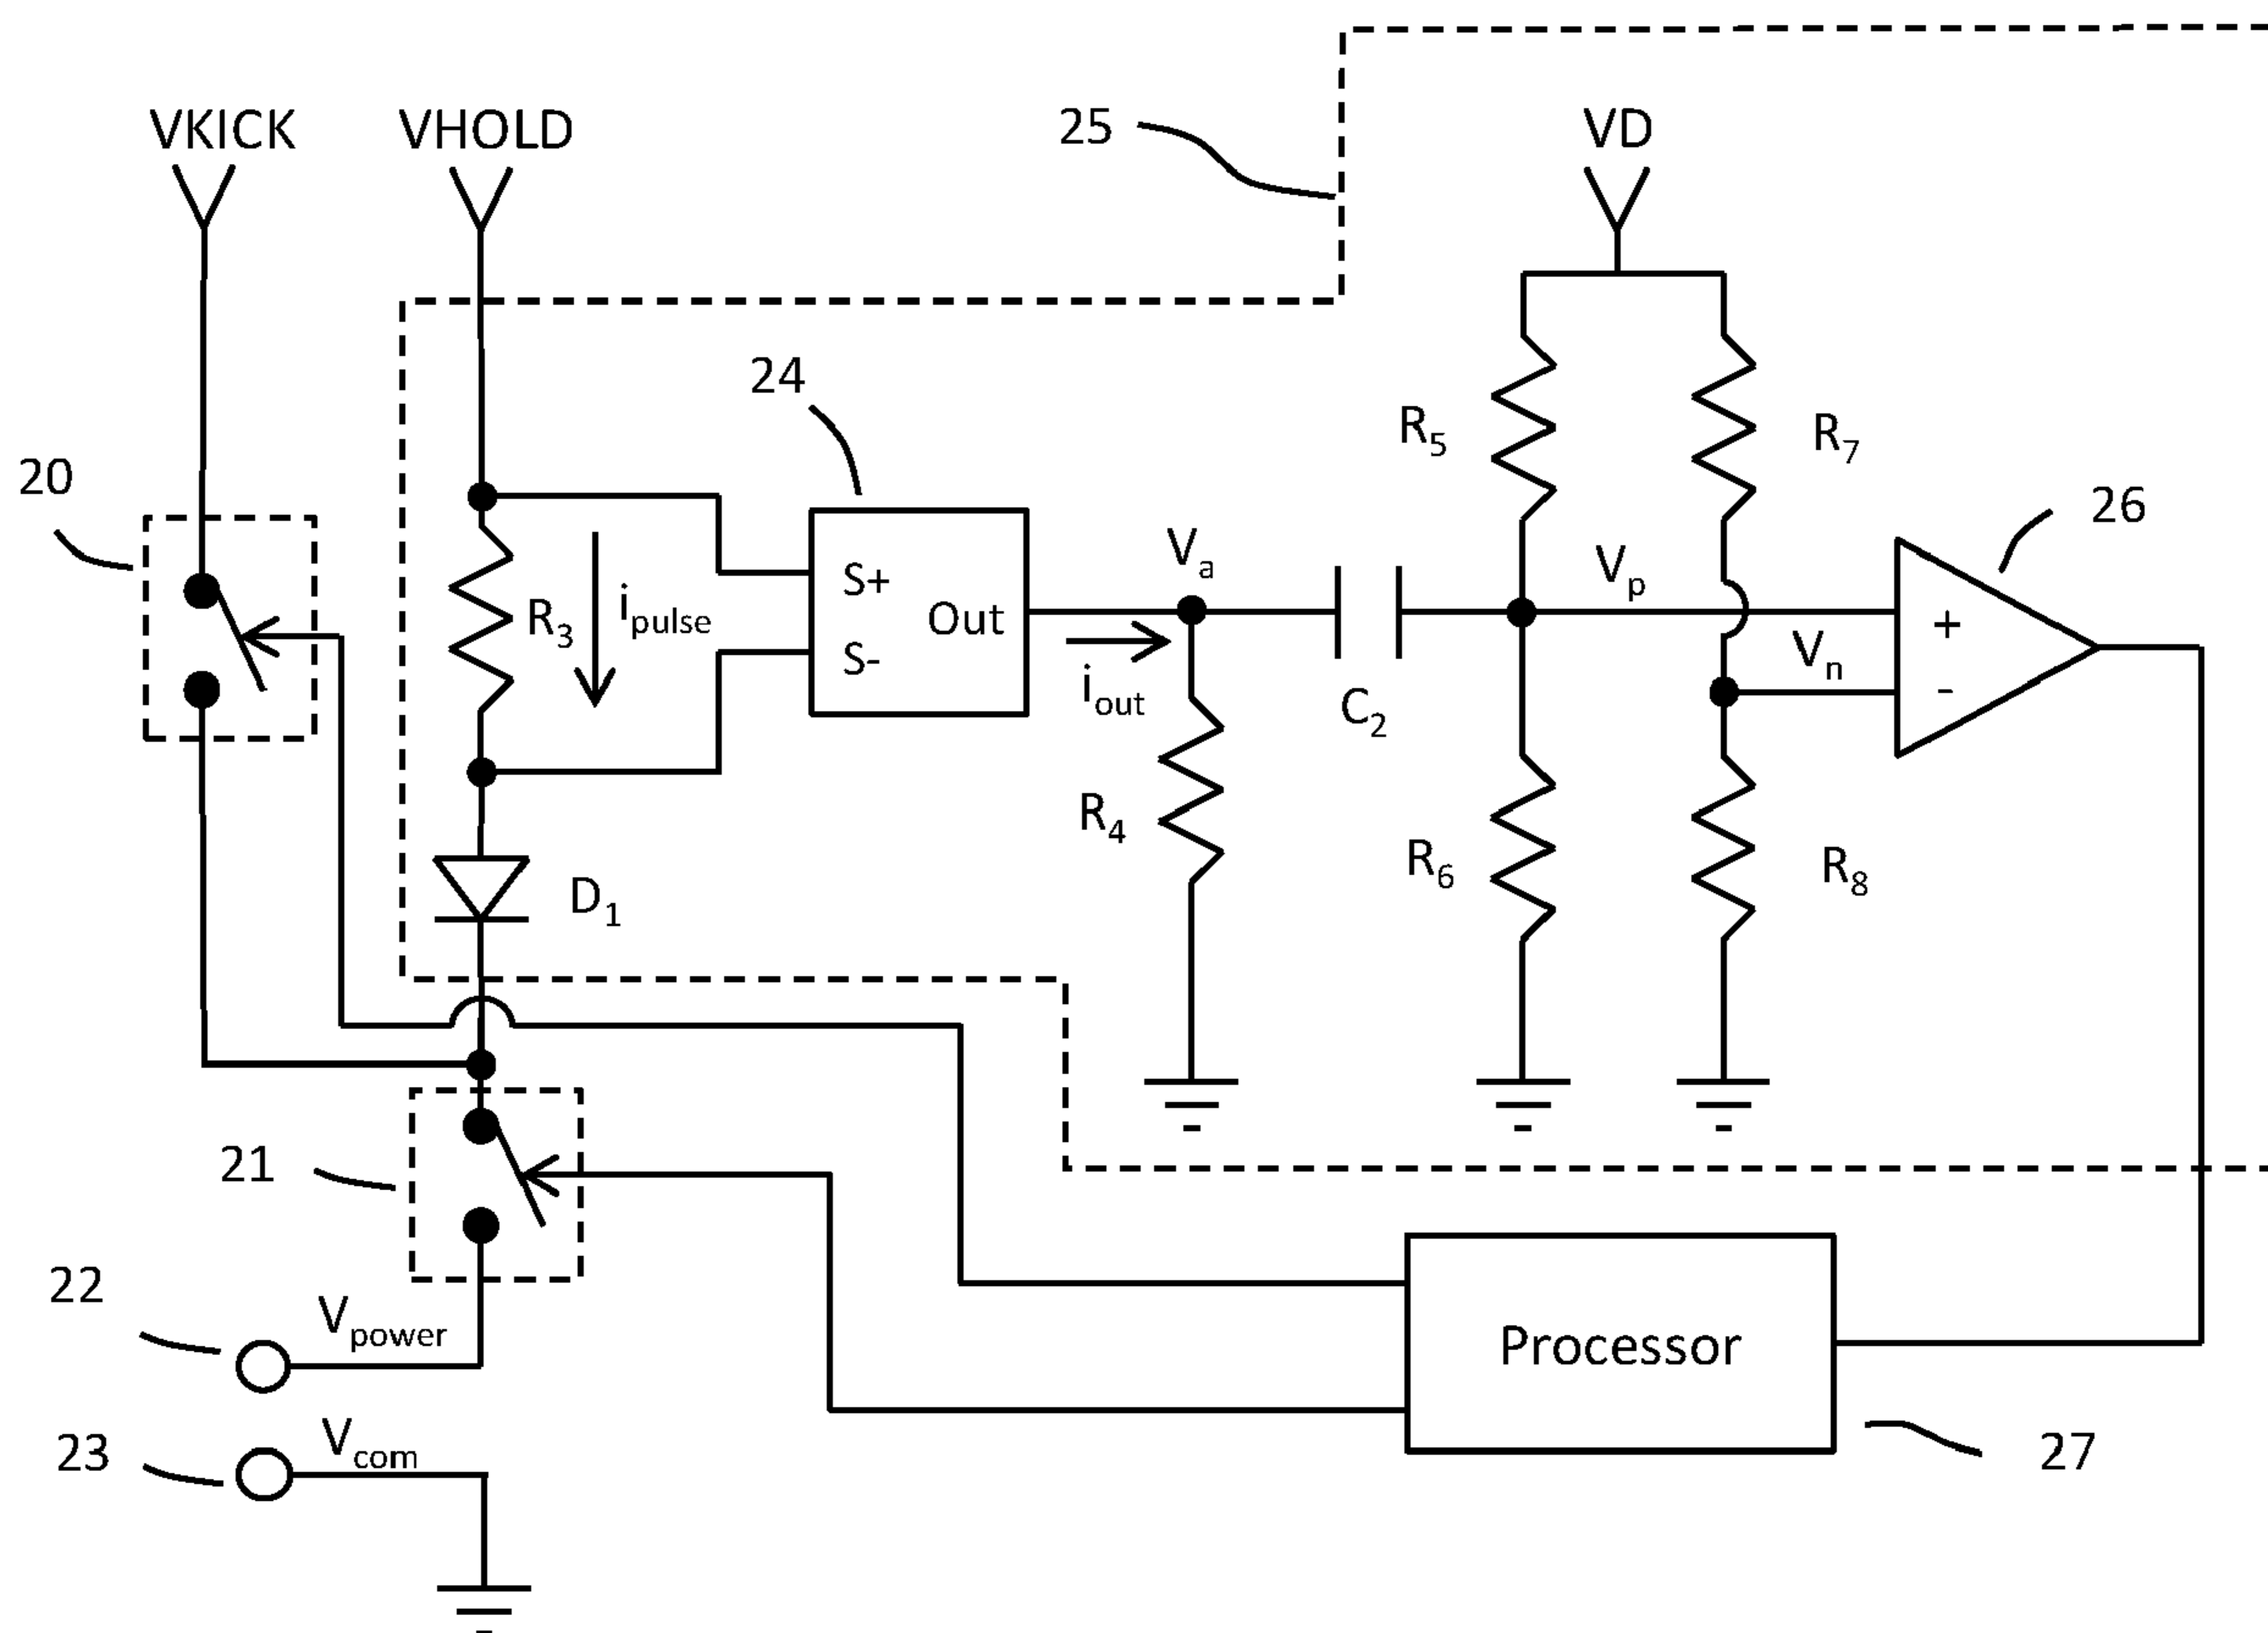 VKICK
VHOLD
25
VD
24
20
R5
R7
26
S+
S-
Out
R3
ipulse
Va
iout
C2
Vp
Vn
+
-
R4
R6
R8
D1
21
22
Vpower
23
Vcom
Processor
27